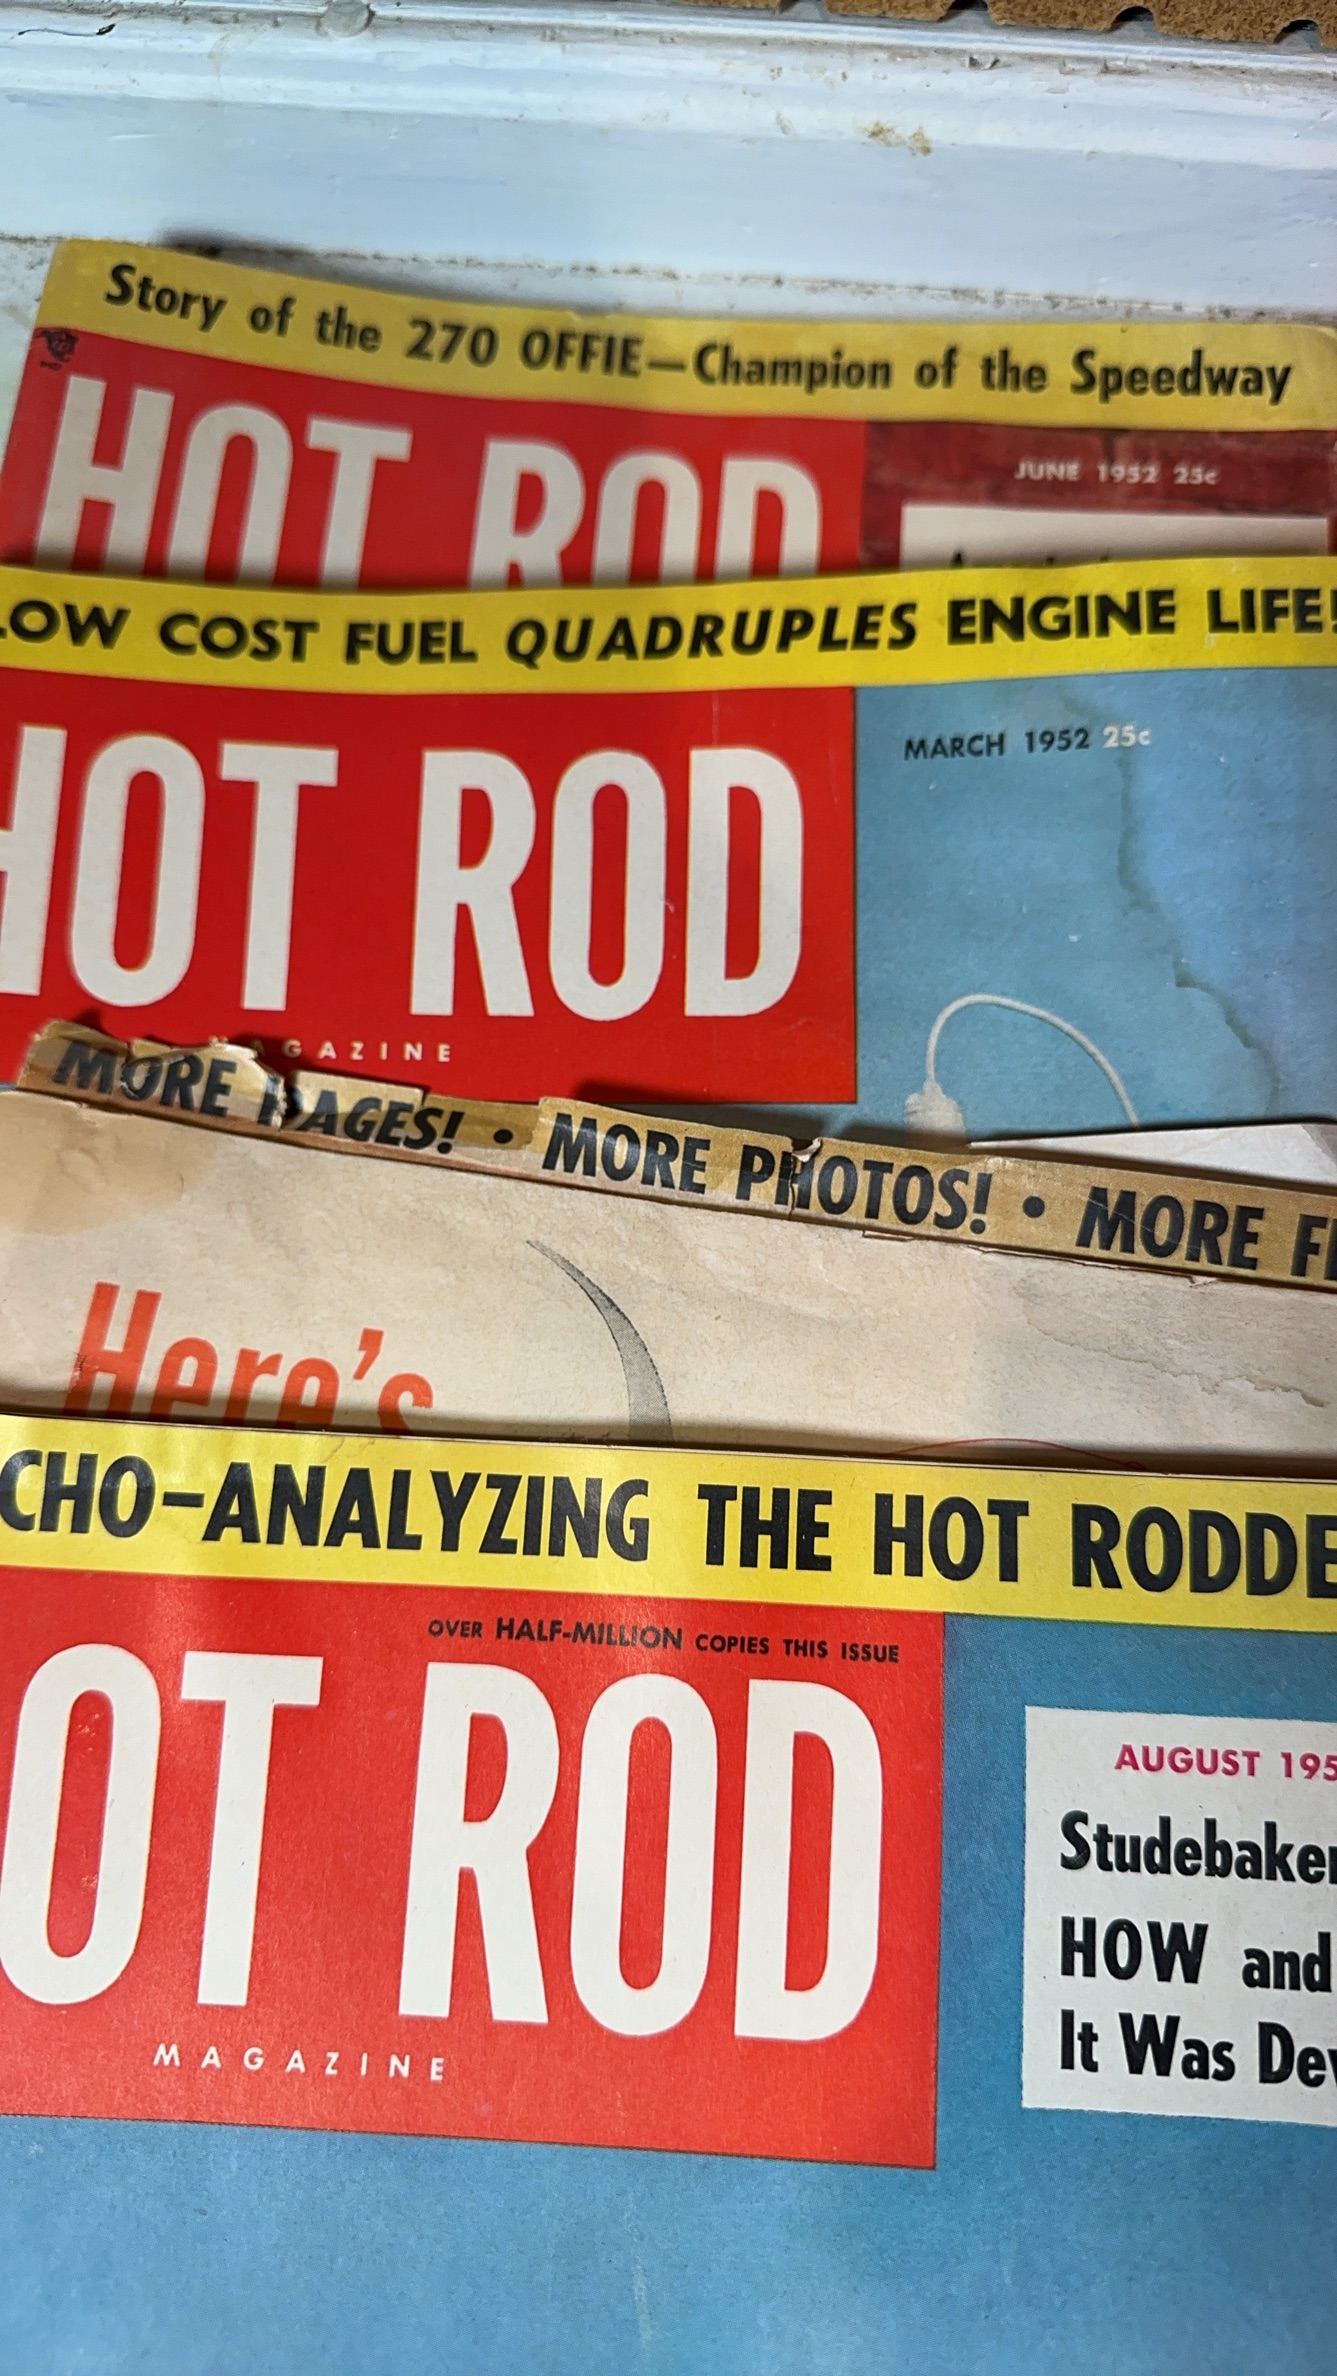 Story of the 270 OFFIE—Champion of the Speedway
HOT ROD
JUNE 1952 25c
LOW COST FUEL QUADRUPLES ENGINE LIFE!
HOT ROD
MARCH 1952 25c
MAGAZINE
MORE PAGES! • MORE PHOTOS! • MORE
Here's
CHO-ANALYZING THE HOT RODDE
OVER HALF-MILLION COPIES THIS ISSUE
OT ROD
MAGAZINE
AUGUST 195
Studebaker
HOW and
It Was Dev